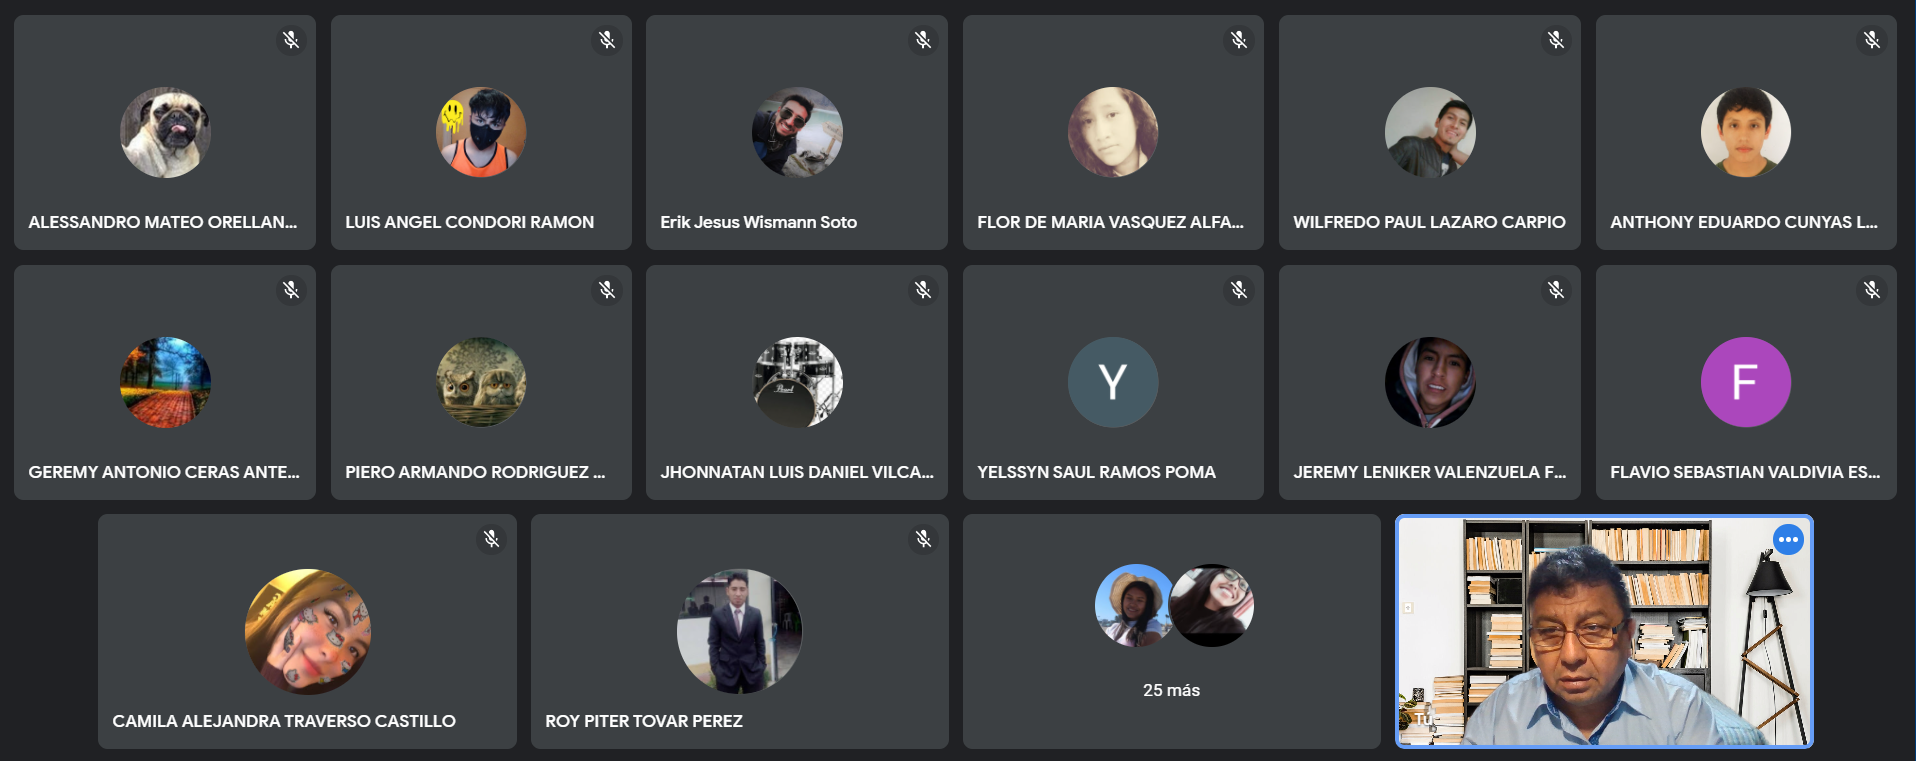 ALESSANDRO MATEO ORELLAN...
LUIS ANGEL CONDORI RAMON
Erik Jesus Wismann Soto
FLOR DE MARIA VASQUEZ ALFA...
WILFREDO PAUL LAZARO CARPIO
ANTHONY EDUARDO CUNYAS L...
GEREMY ANTONIO CERAS ANTE...
PIERO ARMANDO RODRIGUEZ ...
Pearl
JHONNATAN LUIS DANIEL VILCA...
Y
YELSSYN SAUL RAMOS POMA
JEREMY LENIKER VALENZUELA F...
F
FLAVIO SEBASTIAN VALDIVIA ES...
CAMILA ALEJANDRA TRAVERSO CASTILLO
ROY PITER TOVAR PEREZ
25 más
Tú